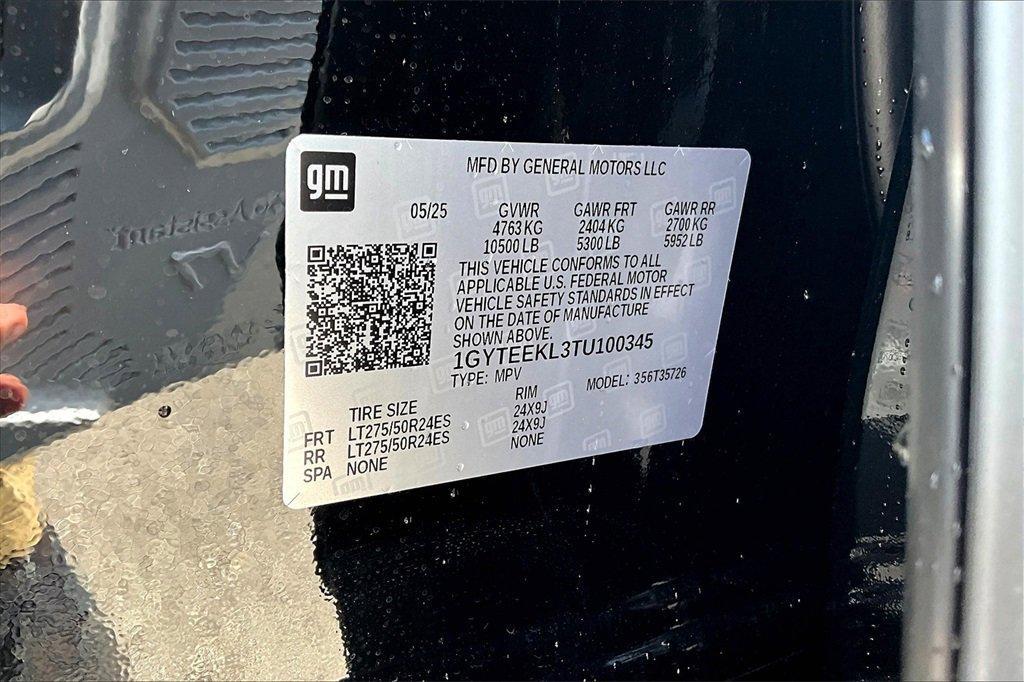 gm
MFD BY GENERAL MOTORS LLC
05/25 GVWR GAWR FRT GAWR RR
4763 KG 2404 KG 2700 KG
10500 LB 5300 LB 5952 LB
THIS VEHICLE CONFORMS TO ALL
APPLICABLE U.S. FEDERAL MOTOR
VEHICLE SAFETY STANDARDS IN EFFECT
ON THE DATE OF MANUFACTURE
SHOWN ABOVE.
1GYTEEKL3TU100345
TYPE: MPV MODEL: 356T35726
TIRE SIZE RIM
FRT LT275/50R24ES 24X9J
RR LT275/50R24ES 24X9J
SPA NONE NONE